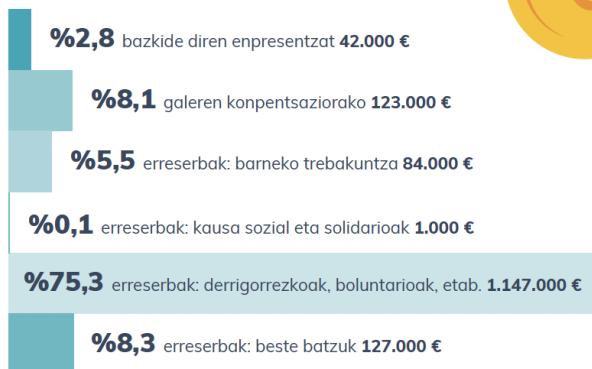 %2,8 bazkide diren enpresentzat 42.000 €
%8,1 galeren konpentsaziorako 123.000 €
%5,5 erreserbak: barneko trebakuntza 84.000 €
%0,1 erreserbak: kausa sozial eta solidarioak 1.000 €
%75,3 erreserbak: derrigorrezkoak, boluntarioak, etab. 1.147.000 €
%8,3 erreserbak: beste batzuk 127.000 €